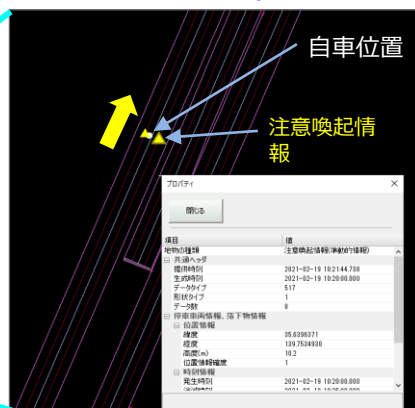 自車位置
注意喚起情
報
プロパティ ×
閉じる
項目 値
地物の種類 注意喚起情報(準動的情報)
共通ヘッダ
提供時刻 2021-02-19 10:21:44.730
生成時刻 2021-02-19 10:20:00.000
データタイプ 517
形状タイプ 1
データ数 8
停車車両情報、落下物情報
位置情報
緯度 35.6395371
経度 139.7534930
高度(m) 10.2
位置情報確度 1
時刻情報
発生時刻 2021-02-19 10:20:00.000